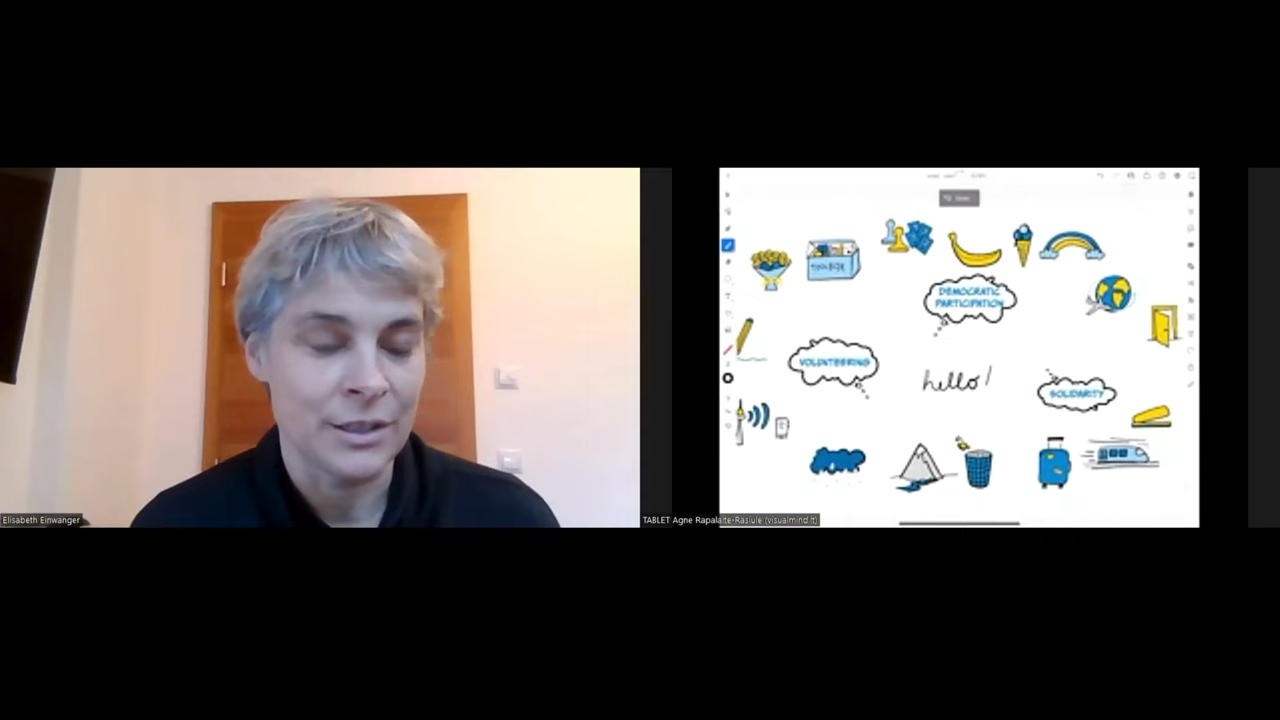 TOOLBOX
DEMOCRATIC
PARTICIPATION
VOLUNTEERING
hello!
SOLIDARITY
Elisabeth Einwanger
TABLET Agne Rapalaite-Rasiule (visualmind.lt)